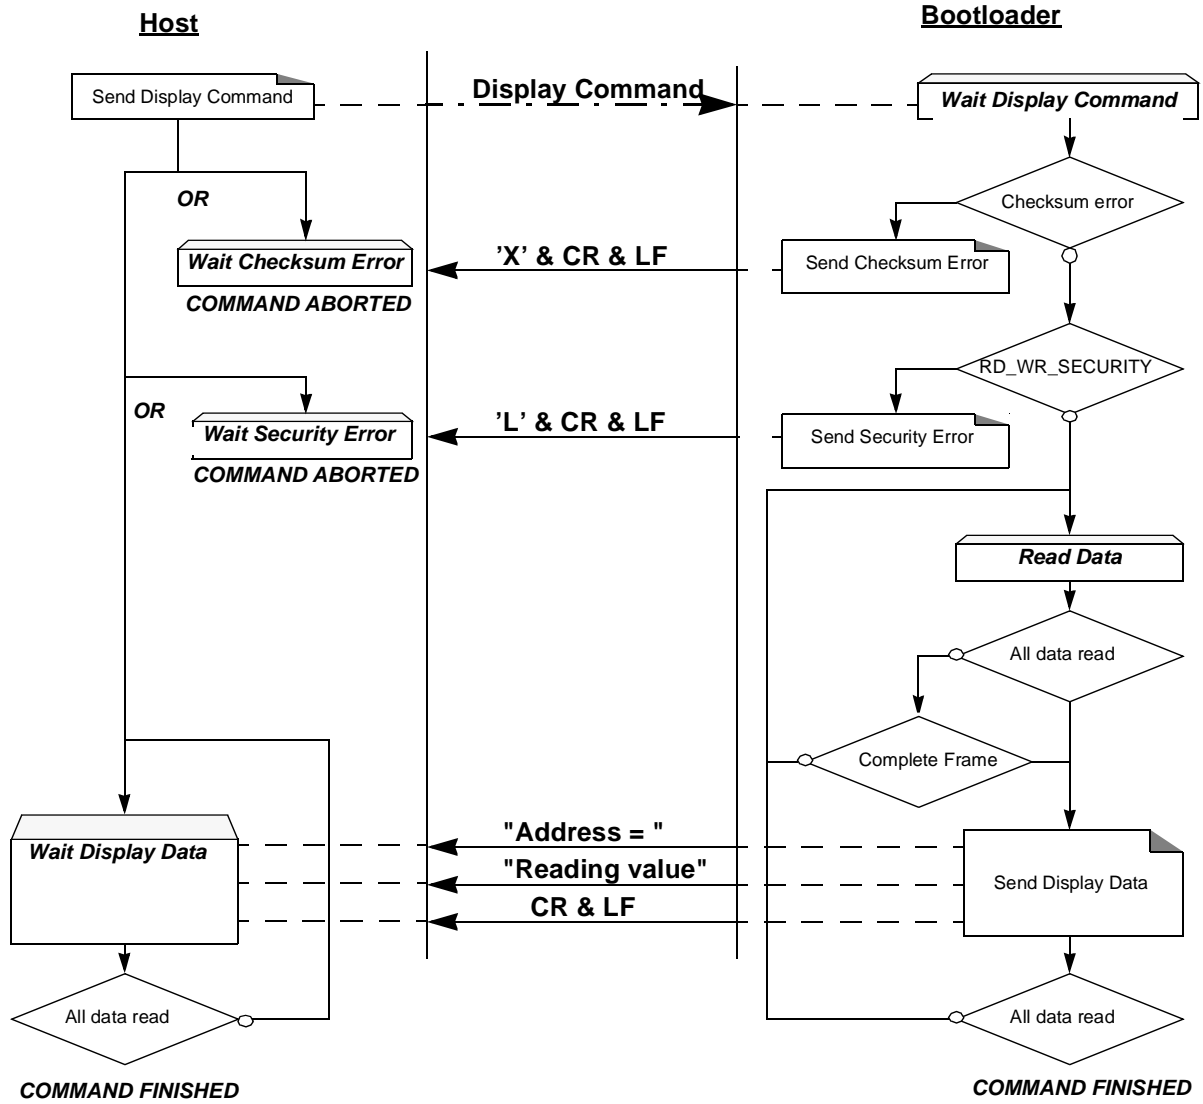 Host
Bootloader
Send Display Command
Display Command
Wait Display Command
OR
Checksum error
Wait Checksum Error
'X' & CR & LF
Send Checksum Error
COMMAND ABORTED
RD_WR_SECURITY
OR
Wait Security Error
'L' & CR & LF
Send Security Error
COMMAND ABORTED
Read Data
All data read
Complete Frame
Wait Display Data
"Address = "
"Reading value"
CR & LF
Send Display Data
All data read
All data read
COMMAND FINISHED
COMMAND FINISHED